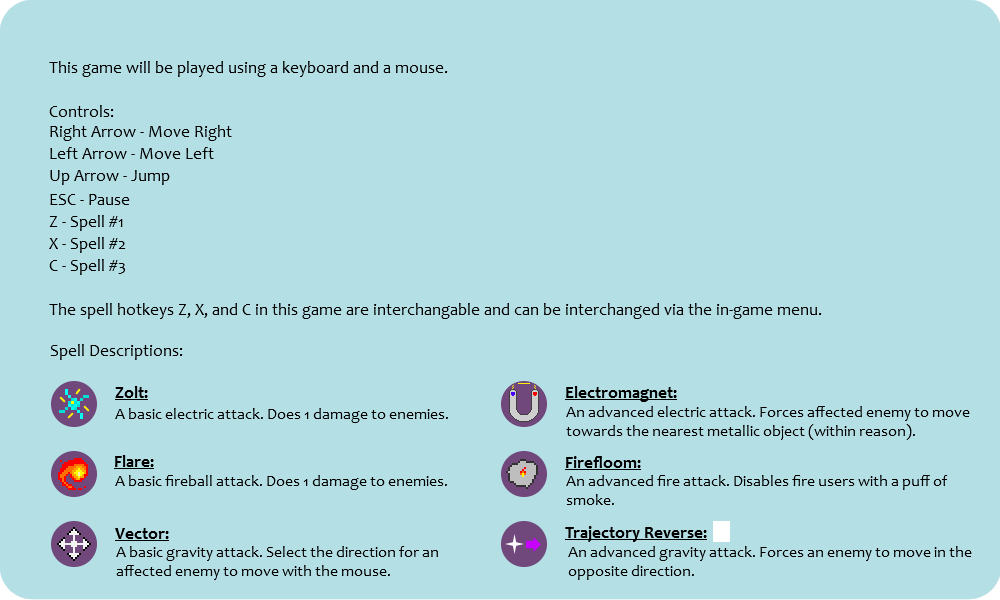 This game will be played using a keyboard and a mouse.
Controls:
Right Arrow - Move Right
Left Arrow - Move Left
Up Arrow - Jump
ESC - Pause
Z - Spell #1
X - Spell #2
C - Spell #3
The spell hotkeys Z, X, and C in this game are interchangable and can be interchanged via the in-game menu.
Spell Descriptions:
Zolt:
A basic electric attack. Does 1 damage to enemies.
Electromagnet:
An advanced electric attack. Forces affected enemy to move
towards the nearest metallic object (within reason).
Flare:
A basic fireball attack. Does 1 damage to enemies.
Firefloom:
An advanced fire attack. Disables fire users with a puff of
smoke.
Vector:
A basic gravity attack. Select the direction for an
affected enemy to move with the mouse.
Trajectory Reverse:
An advanced gravity attack. Forces an enemy to move in the
opposite direction.